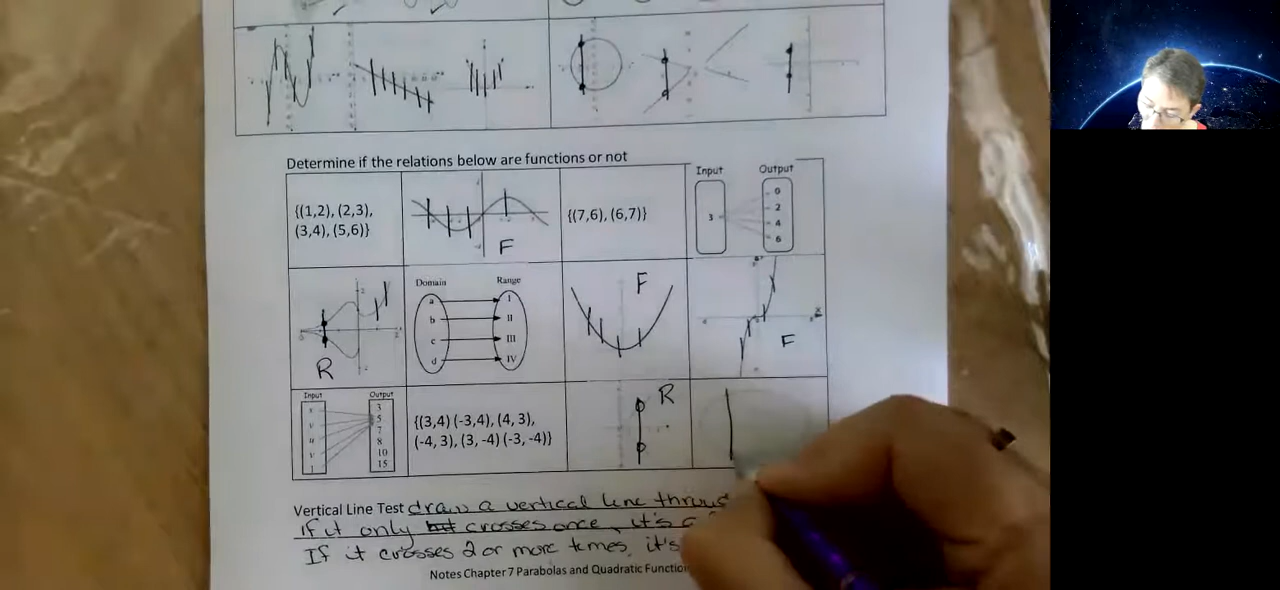 Determine if the relations below are functions or not
Input Output
{(1,2), (2,3),
(3,4), (5,6)}
F
{(7,6), (6,7)}
3
0
2
4
6
R
Domain Range
a I
b II
c III
d IV
F
F
Input Output
3
5
7
8
10
15
{(3,4) (-3,4), (4, 3),
(-4, 3), (3, -4) (-3, -4)}
R
Vertical Line Test draw a vertical line
if it only but crosses once, it's a
If it crosses 2 or more times, it's
Notes Chapter 7 Parabolas and Quadratic